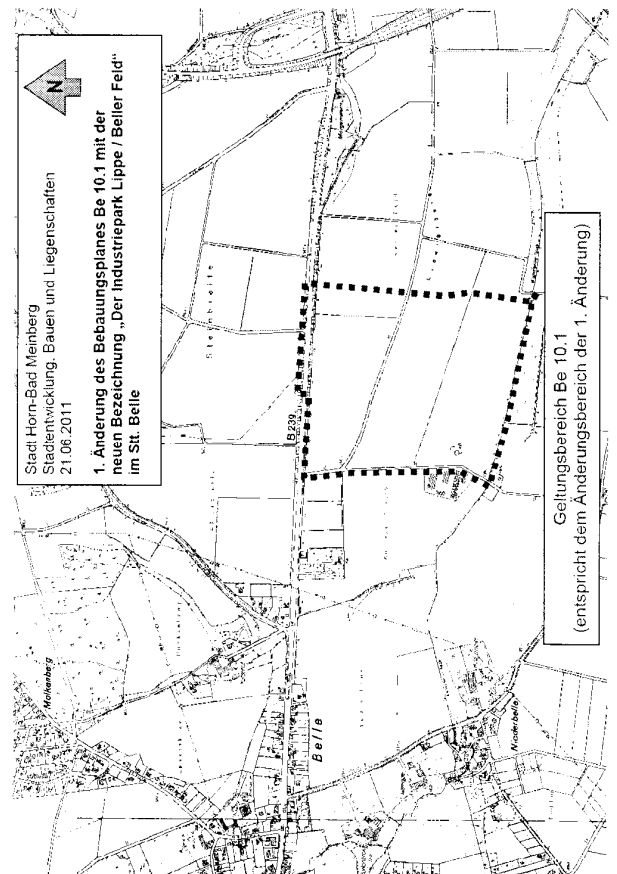 Stadt Horn-Bad Meinberg
Stadtentwicklung, Bauen und Liegenschaften
21.06.2011
1. Änderung des Bebauungsplanes Be 10.1 mit der
neuen Bezeichnung „Der Industriepark Lippe / Beller Feld“
im Stt. Belle
N
Molkenberg
Steinbreite
B 239
Belle
Niederbelle
Geltungsbereich Be 10.1
(entspricht dem Änderungsbereich der 1. Änderung)